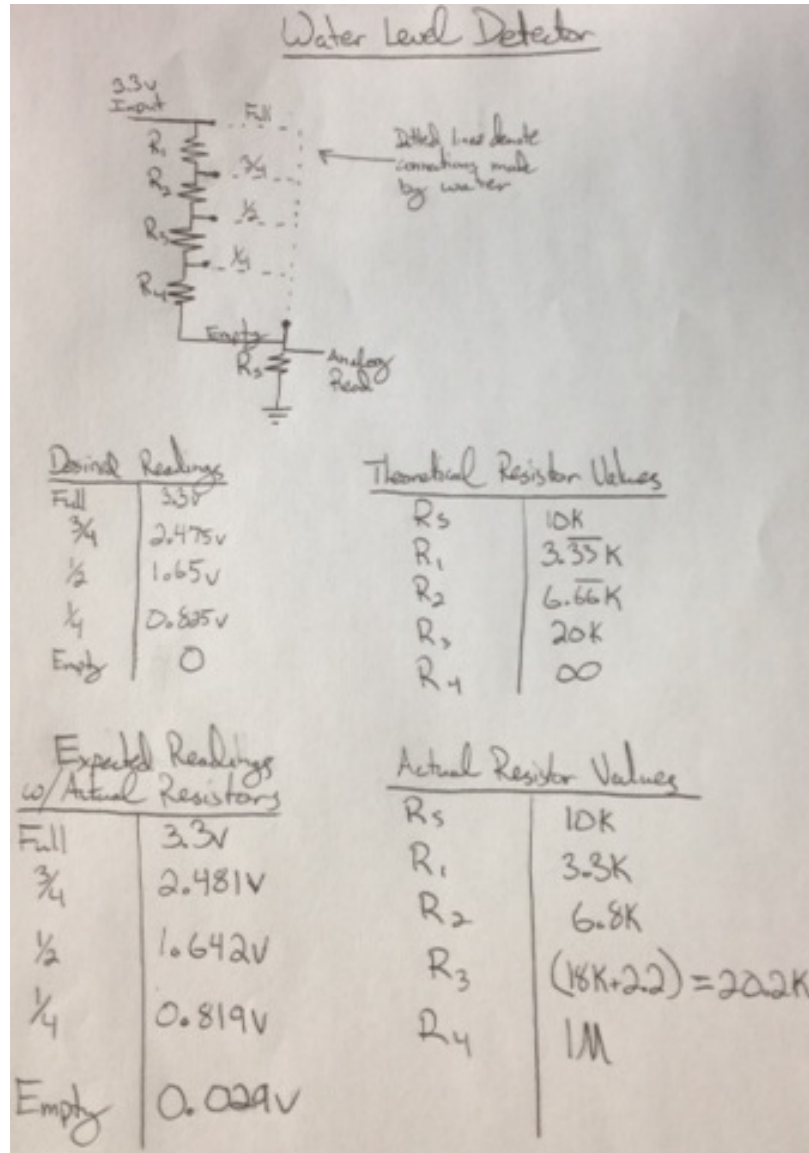 Water Level Detector
3.3v
Input
Full
R1
3/4
R2
1/2
R3
1/4
R4
Empty
R5
Analog
Read
Dotted lines denote
connections made
by water
Desired Readings
Full 3.3v
3/4 2.475v
1/2 1.65v
1/4 0.825v
Empty 0
Theoretical Resistor Values
R5 10K
R1 3.33K
R2 6.66K
R3 20K
R4 ∞
Expected Readings
w/ Actual Resistors
Full 3.3v
3/4 2.481v
1/2 1.642v
1/4 0.819v
Empty 0.029v
Actual Resistor Values
R5 10K
R1 3.3K
R2 6.8K
R3 (18K+2.2)=20.2K
R4 1M